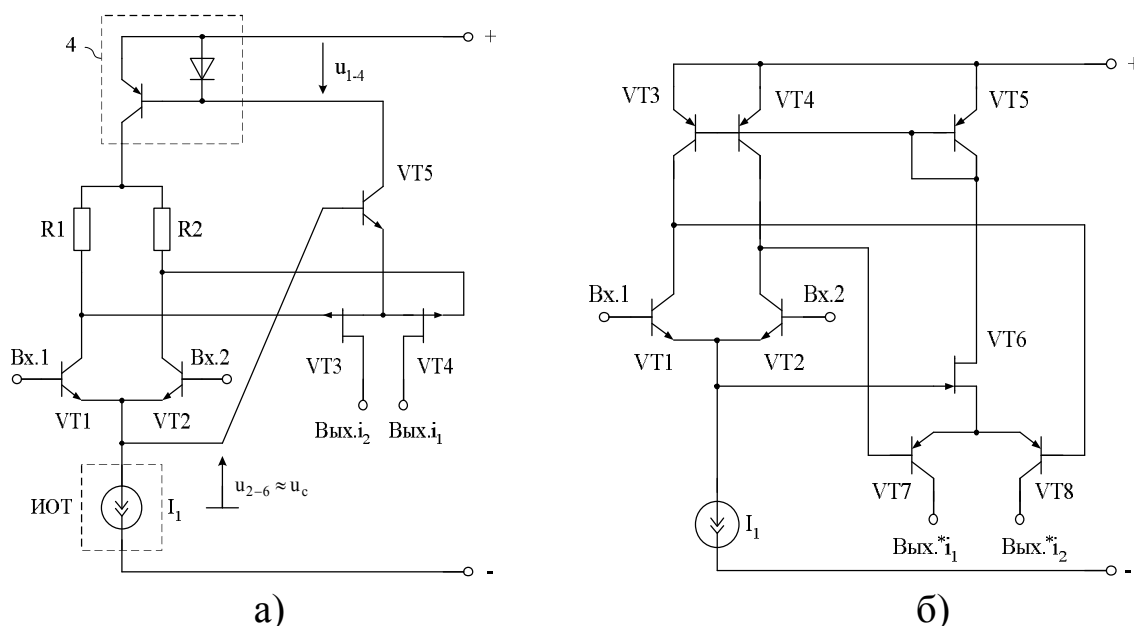 4
+
u1-4
VT5
R1
R2
Вх.1
Вх.2
VT1
VT2
VT3
VT4
Вых.i2
Вых.i1
u2−6 ≈ uc
ИОТ
I1
-
а)
+
VT3
VT4
VT5
Вх.1
Вх.2
VT1
VT2
VT6
VT7
VT8
I1
Вых.*i1
Вых.*i2
-
б)